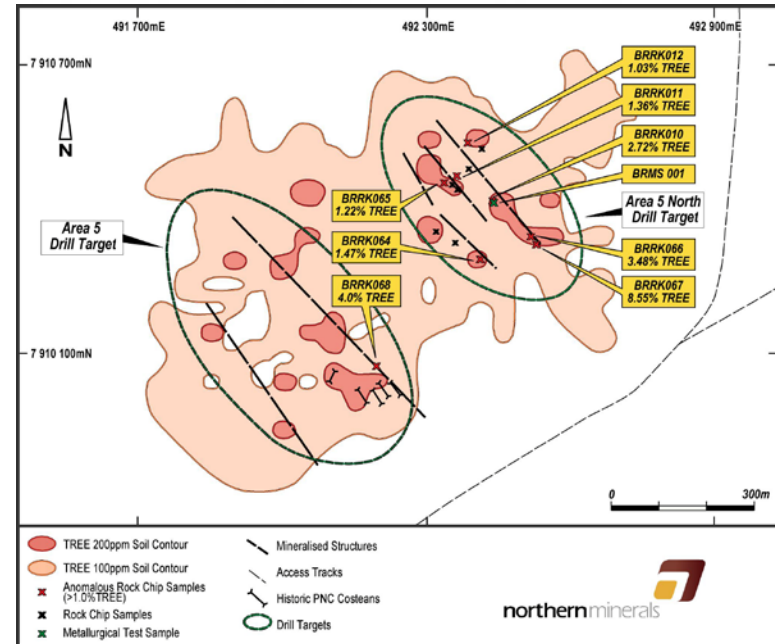 491 700mE
492 300mE
492 900mE
7 910 700mN
7 910 100mN
N
BRRK012
1.03% TREE
BRRK011
1.36% TREE
BRRK010
2.72% TREE
BRMS 001
BRRK065
1.22% TREE
Area 5
Drill Target
Area 5 North
Drill Target
BRRK064
1.47% TREE
BRRK066
3.48% TREE
BRRK068
4.0% TREE
BRRK067
8.55% TREE
0
300m
TREE 200ppm Soil Contour
TREE 100ppm Soil Contour
Anomalous Rock Chip Samples
(>1.0%TREE)
Rock Chip Samples
Metallurgical Test Sample
Mineralised Structures
Access Tracks
Historic PNC Costeans
Drill Targets
northernminerals